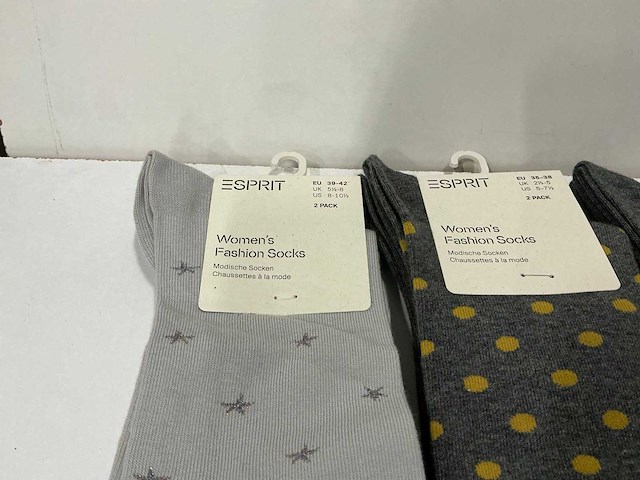 ESPRIT
EU 39-42
UK 5½-8
US 8-10½
2 PACK
Women's
Fashion Socks
Modische Socken
Chaussettes à la mode
ESPRIT
EU 35-38
UK 2½-5
US 5-7½
2 PACK
Women's
Fashion Socks
Modische Socken
Chaussettes à la mode